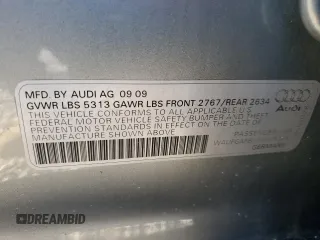 MFD. BY AUDI AG 09 09
GVWR LBS 5313 GAWR LBS FRONT 2767/REAR 2634
THIS VEHICLE CONFORMS TO ALL APPLICABLE U.S.
FEDERAL MOTOR VEHICLE SAFETY, BUMPER, AND THEFT
PREVENTION STANDARDS IN EFFECT ON THE DATE OF
MANUFACTURE SHOWN ABOVE
Audi
GERMANY
DREAMBID